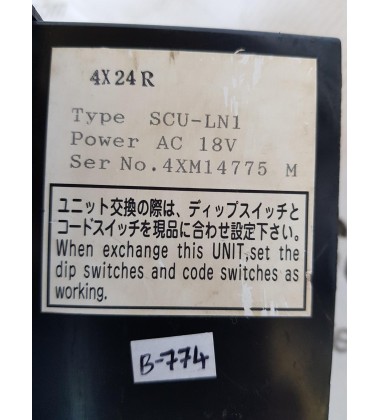 4X24R
Type SCU-LN1
Power AC 18V
Ser No.4XM14775 M
ユニット交換の際は、ディップスイッチと
コードスイッチを現品に合わせ設定下さい。
When exchange this UNIT,set the
dip switches and code switches as
working.
B-774